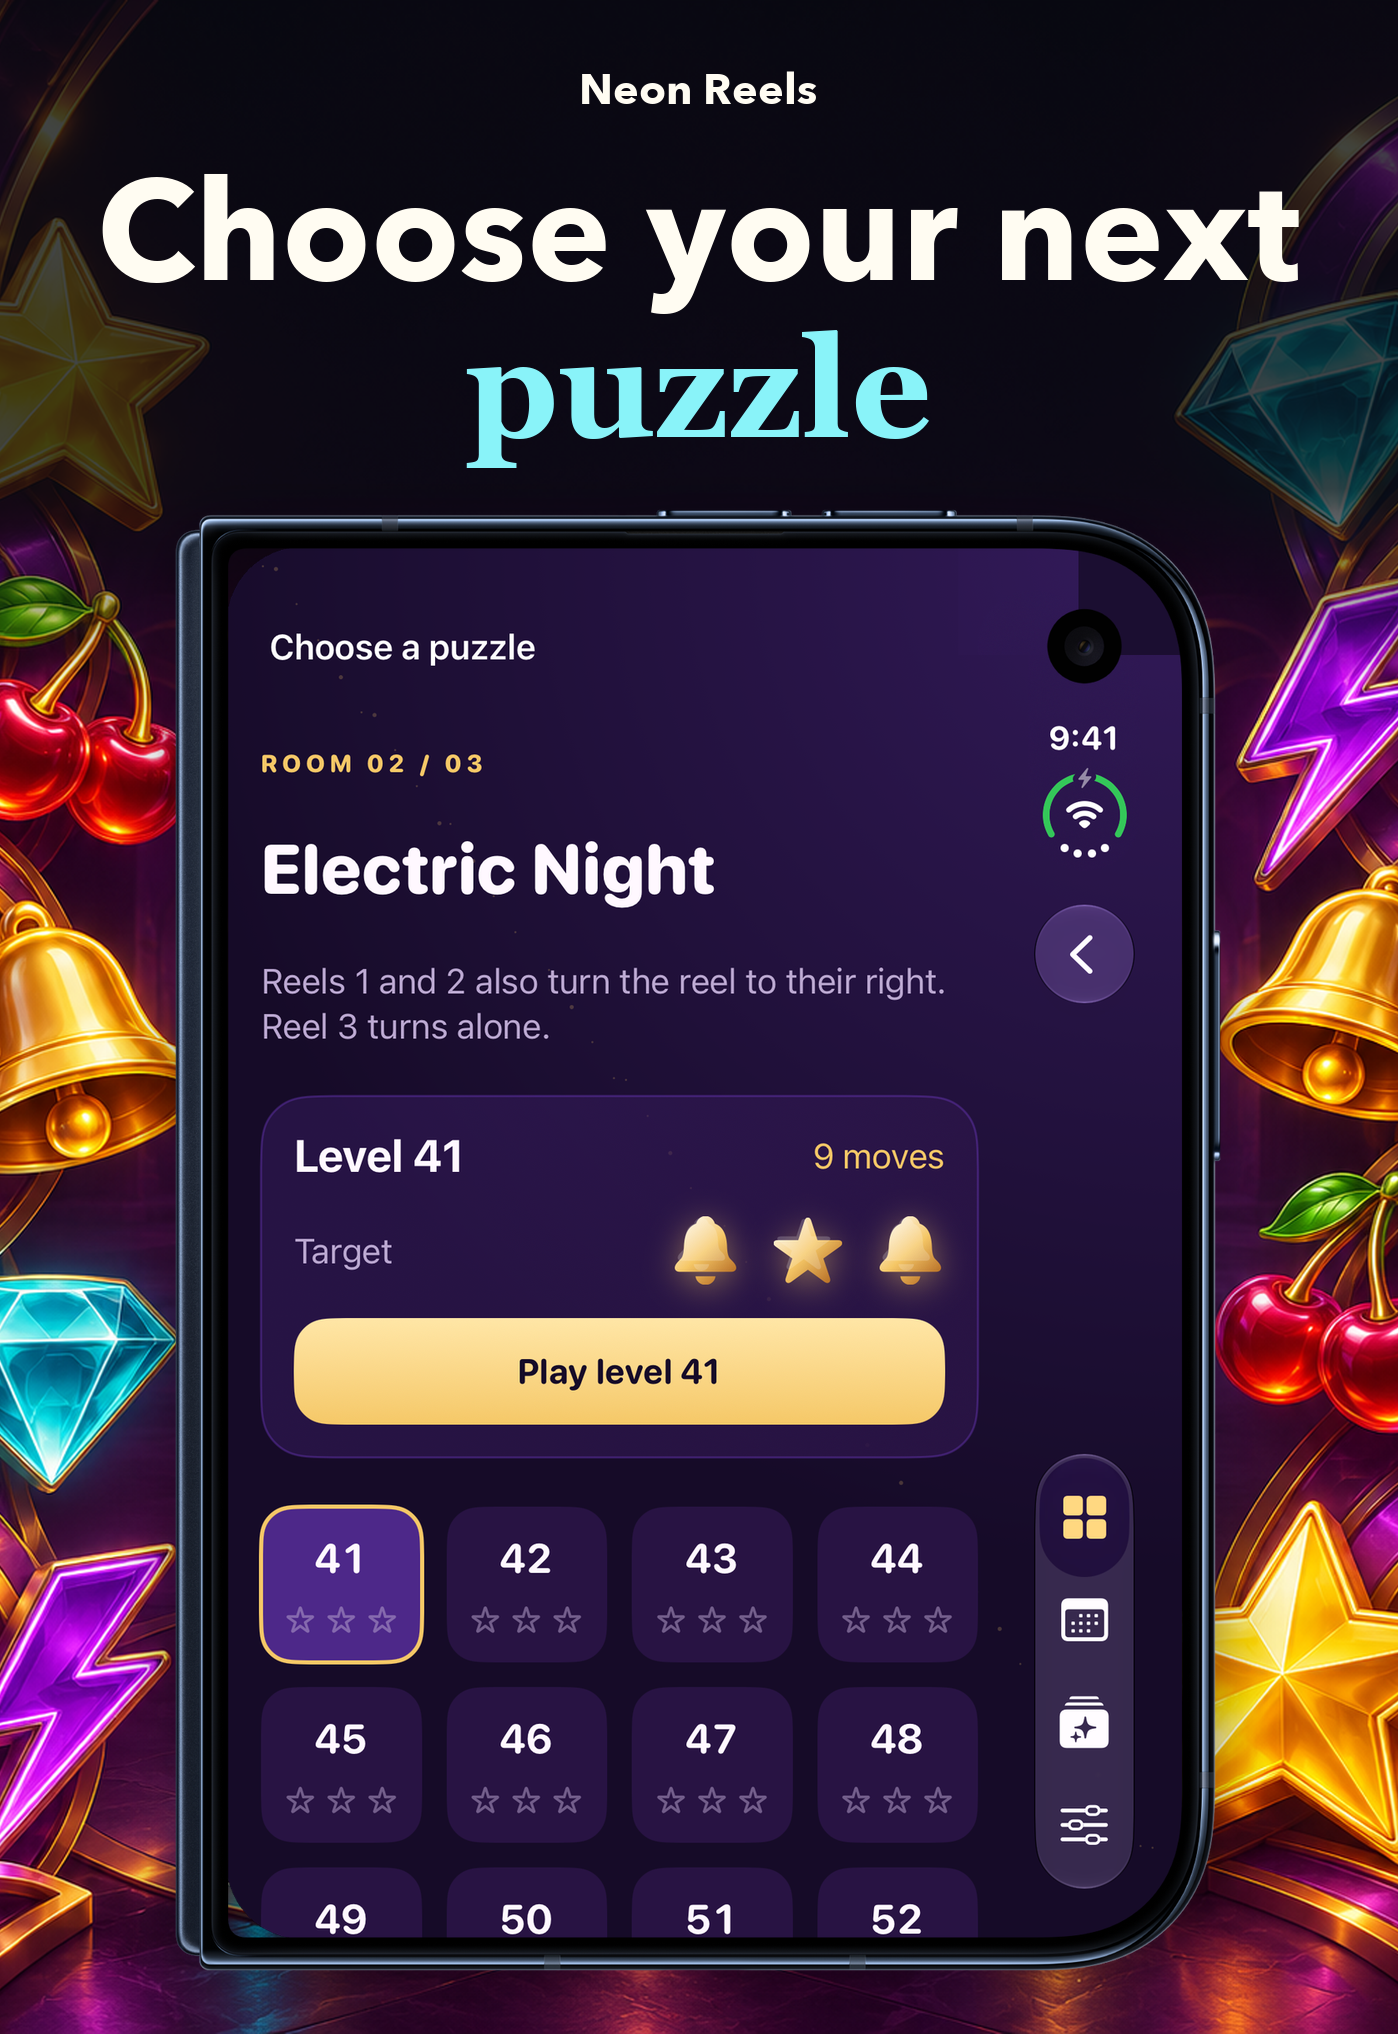 Neon Reels
Choose your next
puzzle
Choose a puzzle
9:41
ROOM 02 / 03
Electric Night
Reels 1 and 2 also turn the reel to their right.
Reel 3 turns alone.
Level 41
9 moves
Target
Play level 41
41
42
43
44
45
46
47
48
49
50
51
52